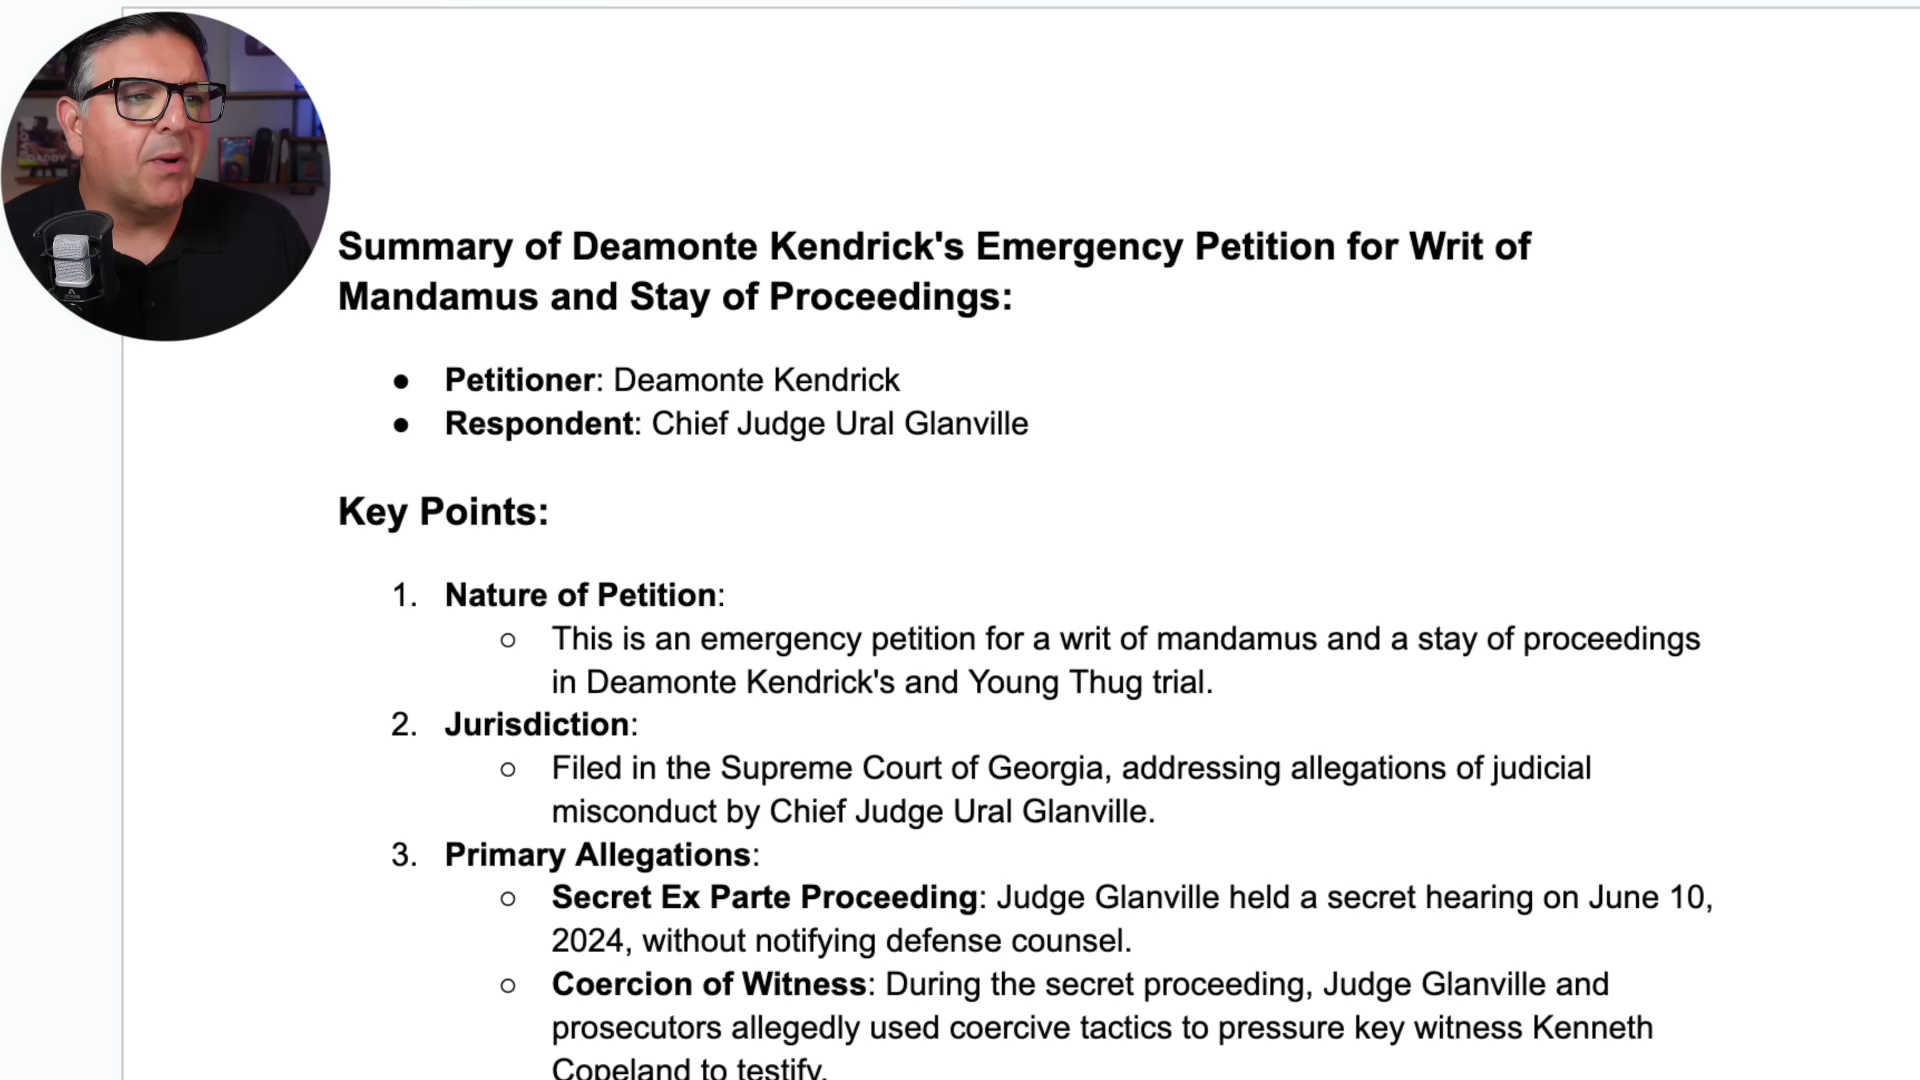 Summary of Deamonte Kendrick's Emergency Petition for Writ of
Mandamus and Stay of Proceedings:
● Petitioner: Deamonte Kendrick
● Respondent: Chief Judge Ural Glanville
Key Points:
1. Nature of Petition:
○ This is an emergency petition for a writ of mandamus and a stay of proceedings
in Deamonte Kendrick's and Young Thug trial.
2. Jurisdiction:
○ Filed in the Supreme Court of Georgia, addressing allegations of judicial
misconduct by Chief Judge Ural Glanville.
3. Primary Allegations:
○ Secret Ex Parte Proceeding: Judge Glanville held a secret hearing on June 10,
2024, without notifying defense counsel.
○ Coercion of Witness: During the secret proceeding, Judge Glanville and
prosecutors allegedly used coercive tactics to pressure key witness Kenneth
Copeland to testify.
DADDY